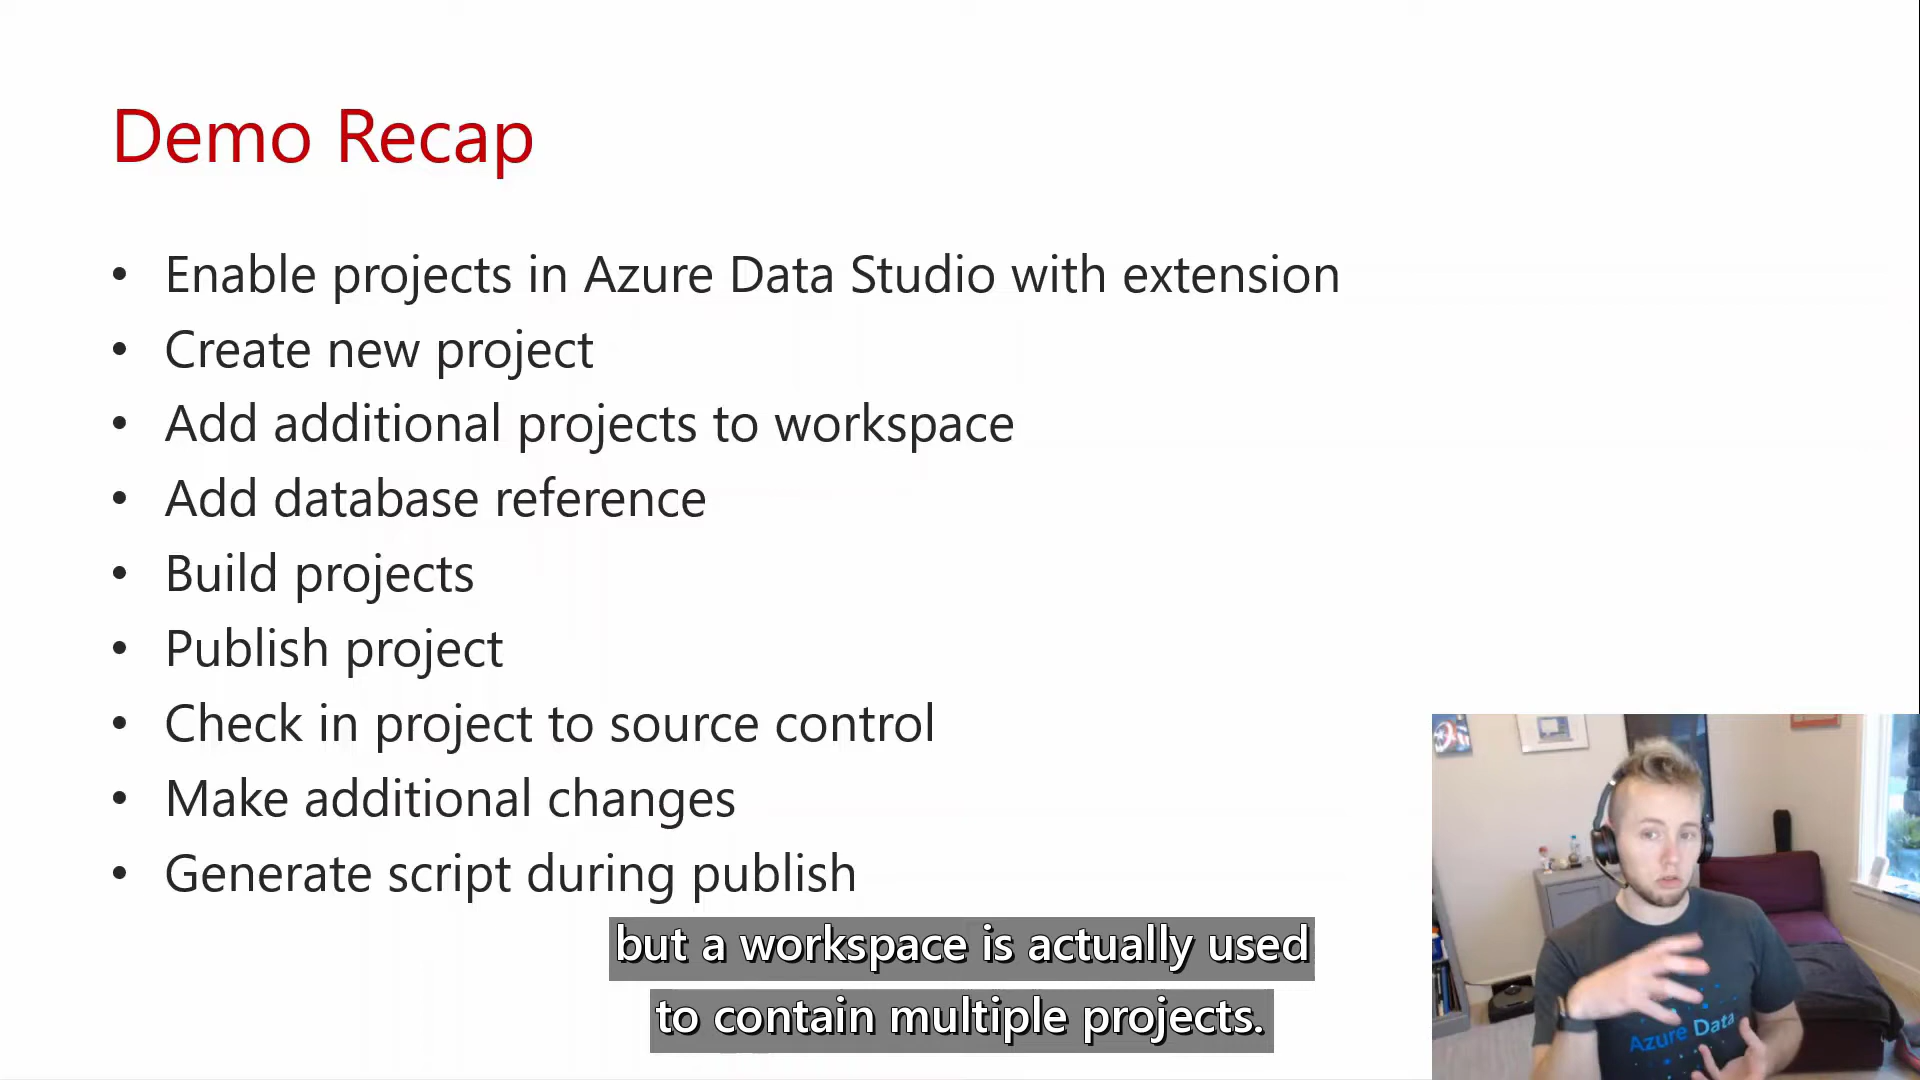 Demo Recap
• Enable projects in Azure Data Studio with extension
• Create new project
• Add additional projects to workspace
• Add database reference
• Build projects
• Publish project
• Check in project to source control
• Make additional changes
• Generate script during publish
but a workspace is actually used
to contain multiple projects.
Azure Data